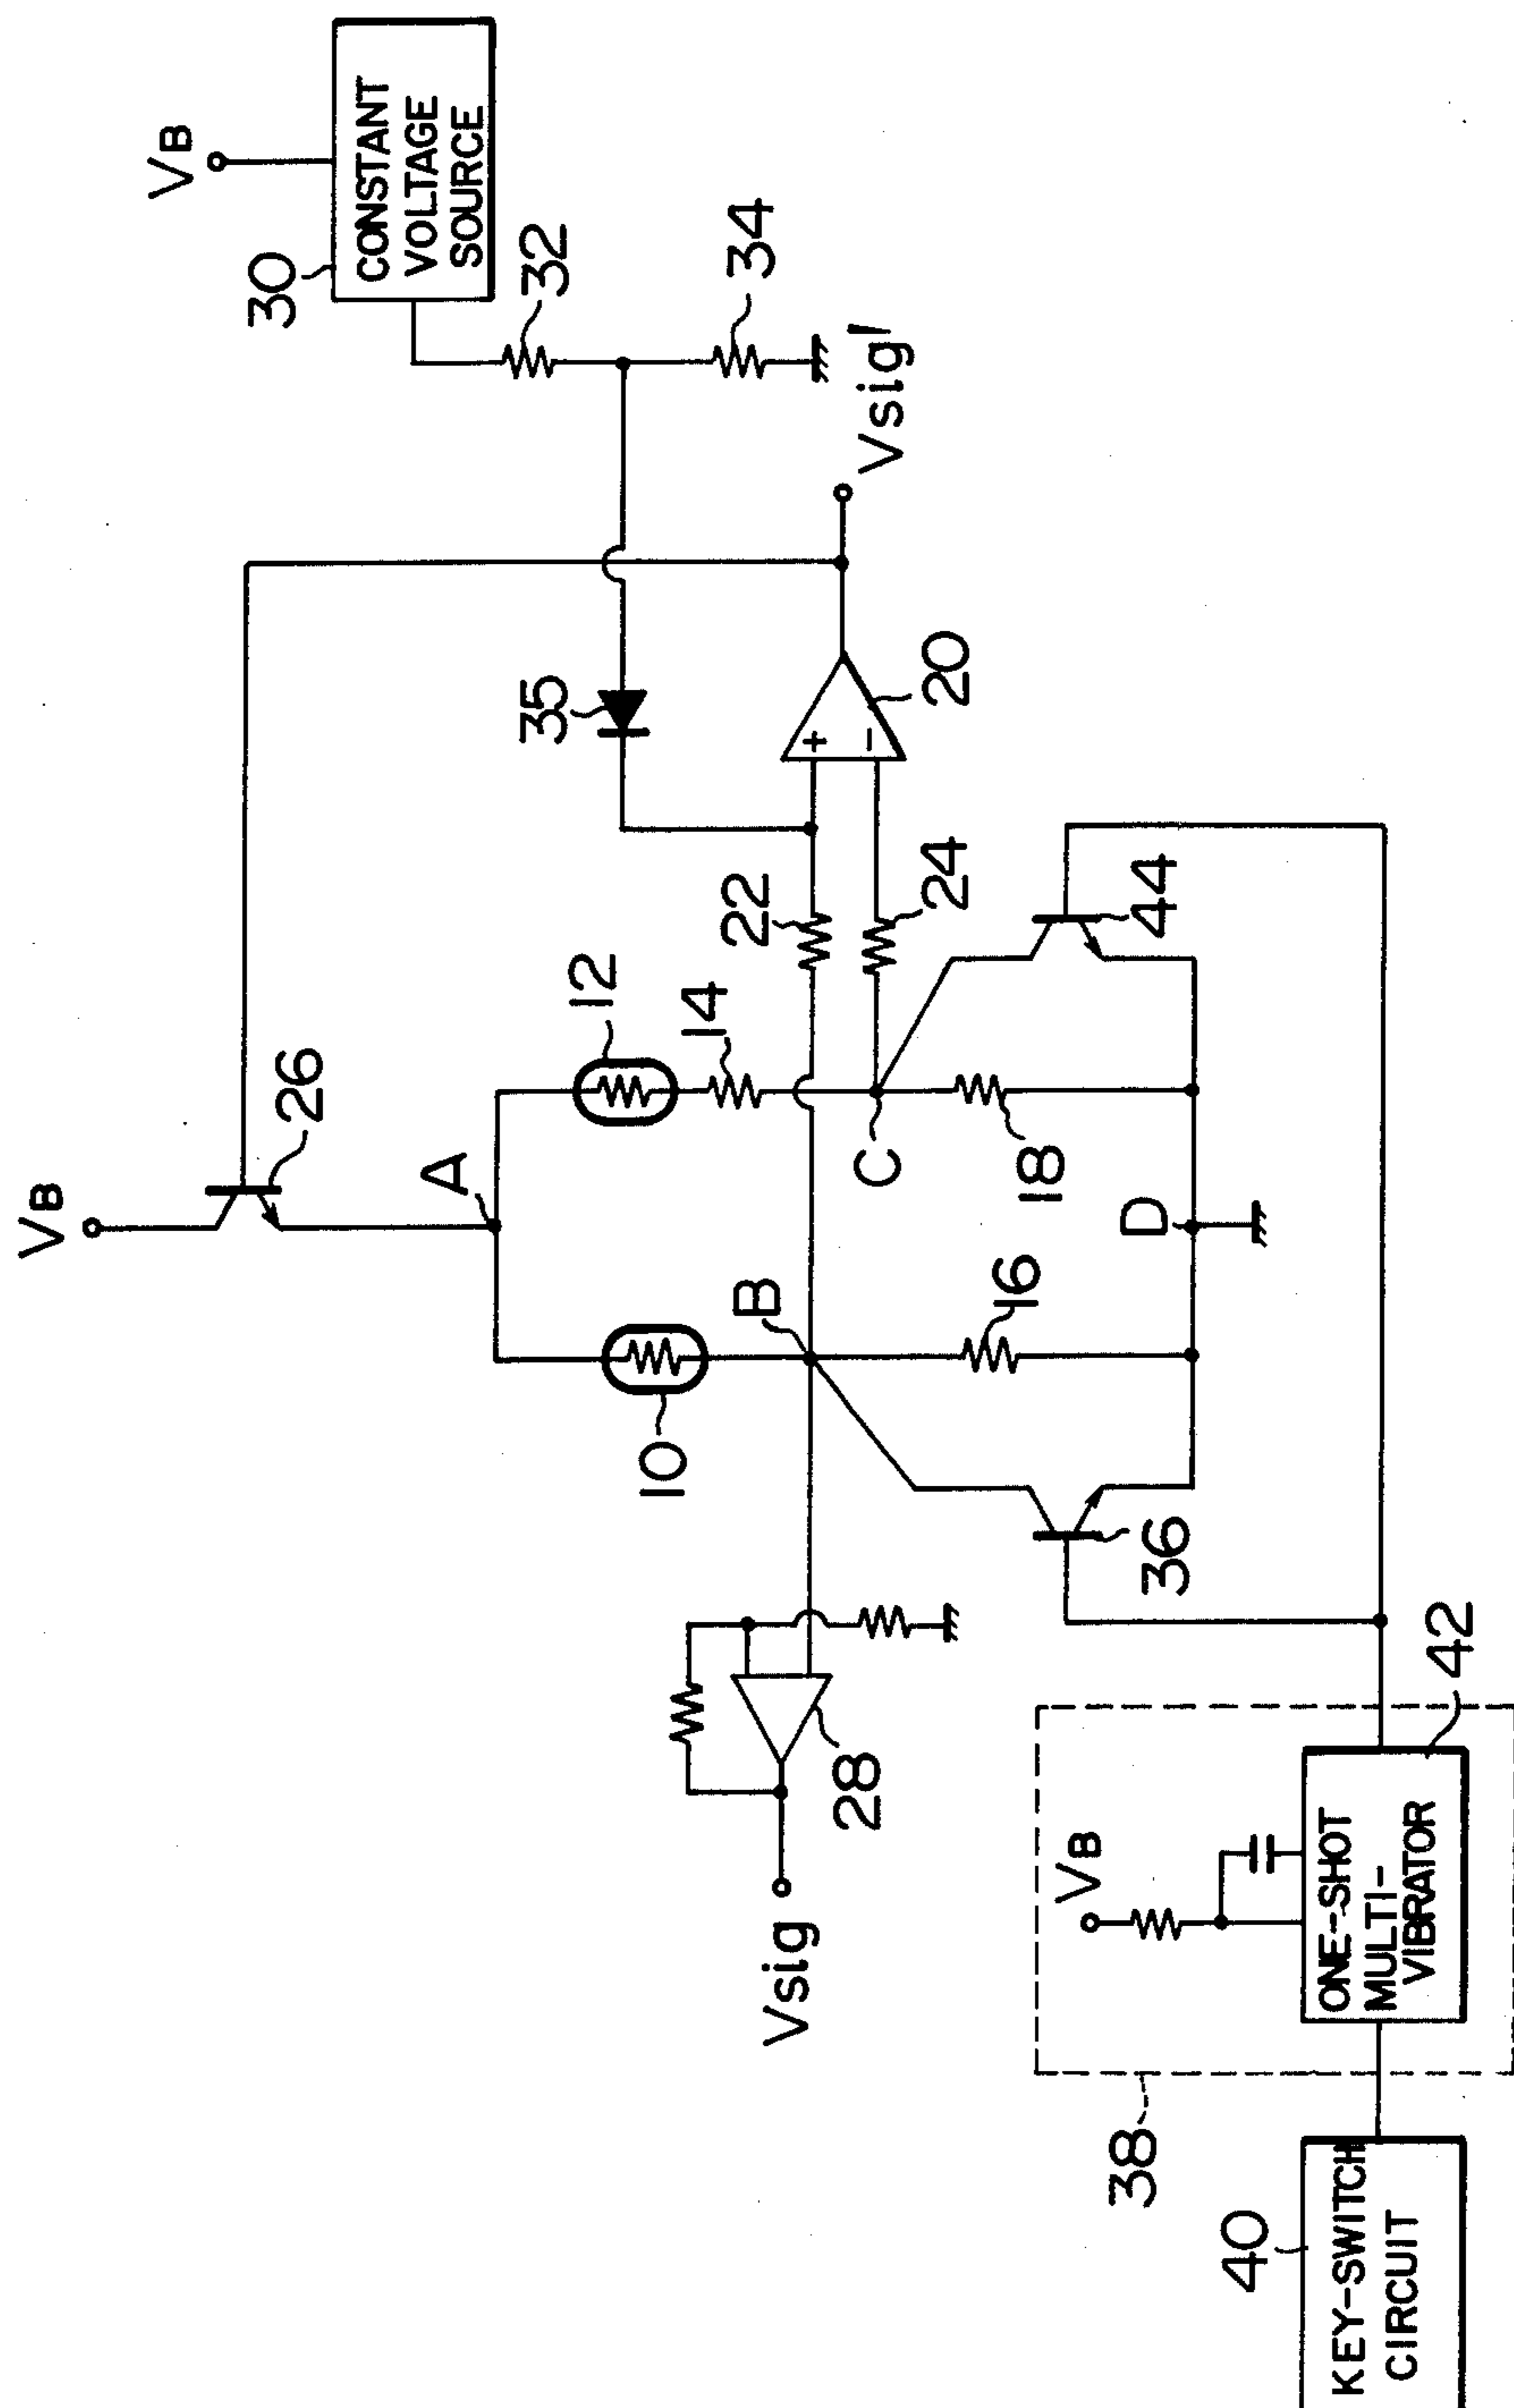 VB
30
CONSTANT
VOLTAGE
SOURCE
32
34
Vsig'
VB
26
A
35
12
14
10
B
22
20
24
C
44
18
16
D
36
28
Vsig
38
VB
42
ONE-SHOT
MULTI-
VIBRATOR
40
KEY-SWITCH
CIRCUIT
+
−